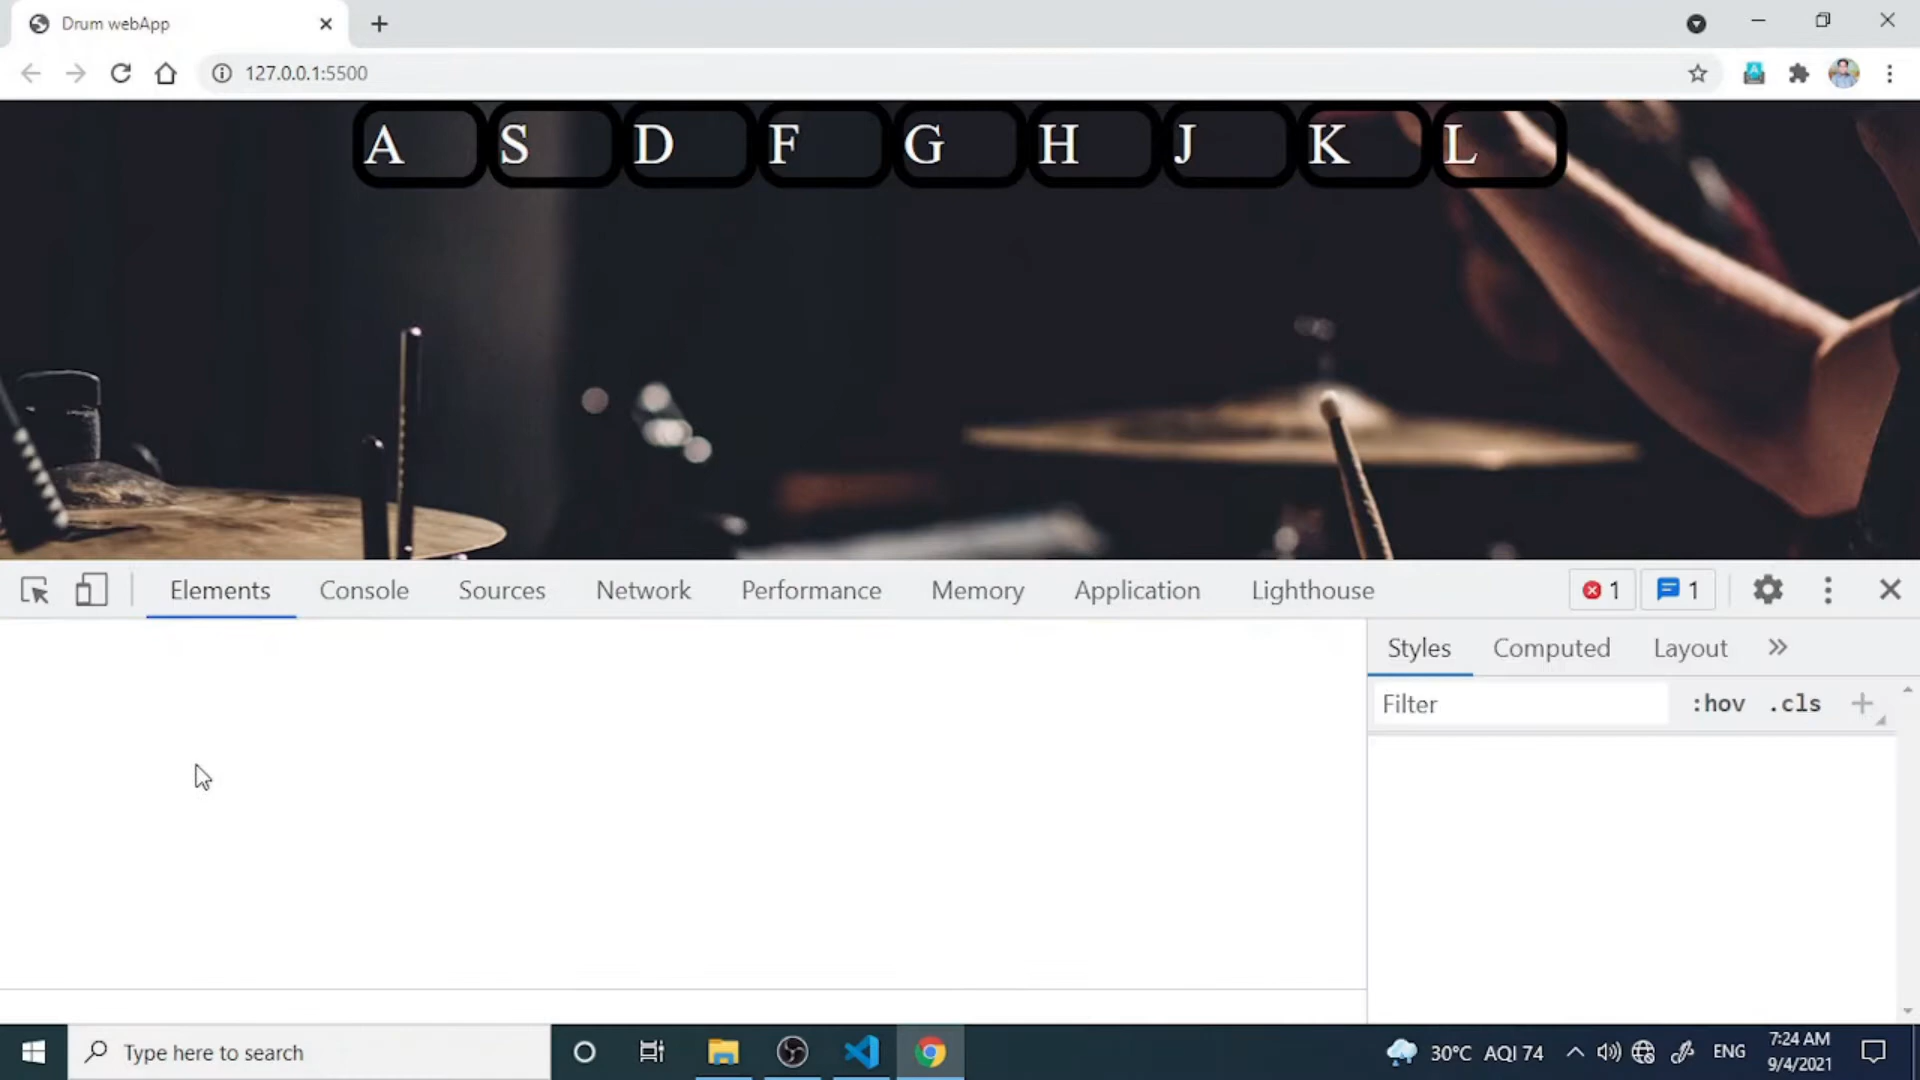 Drum webApp
127.0.0.1:5500
A S D F G H J K L
Elements Console Sources Network Performance Memory Application Lighthouse 1 1
Styles Computed Layout
Filter :hov .cls
Type here to search
30°C AQI 74 ENG
7:24 AM
9/4/2021